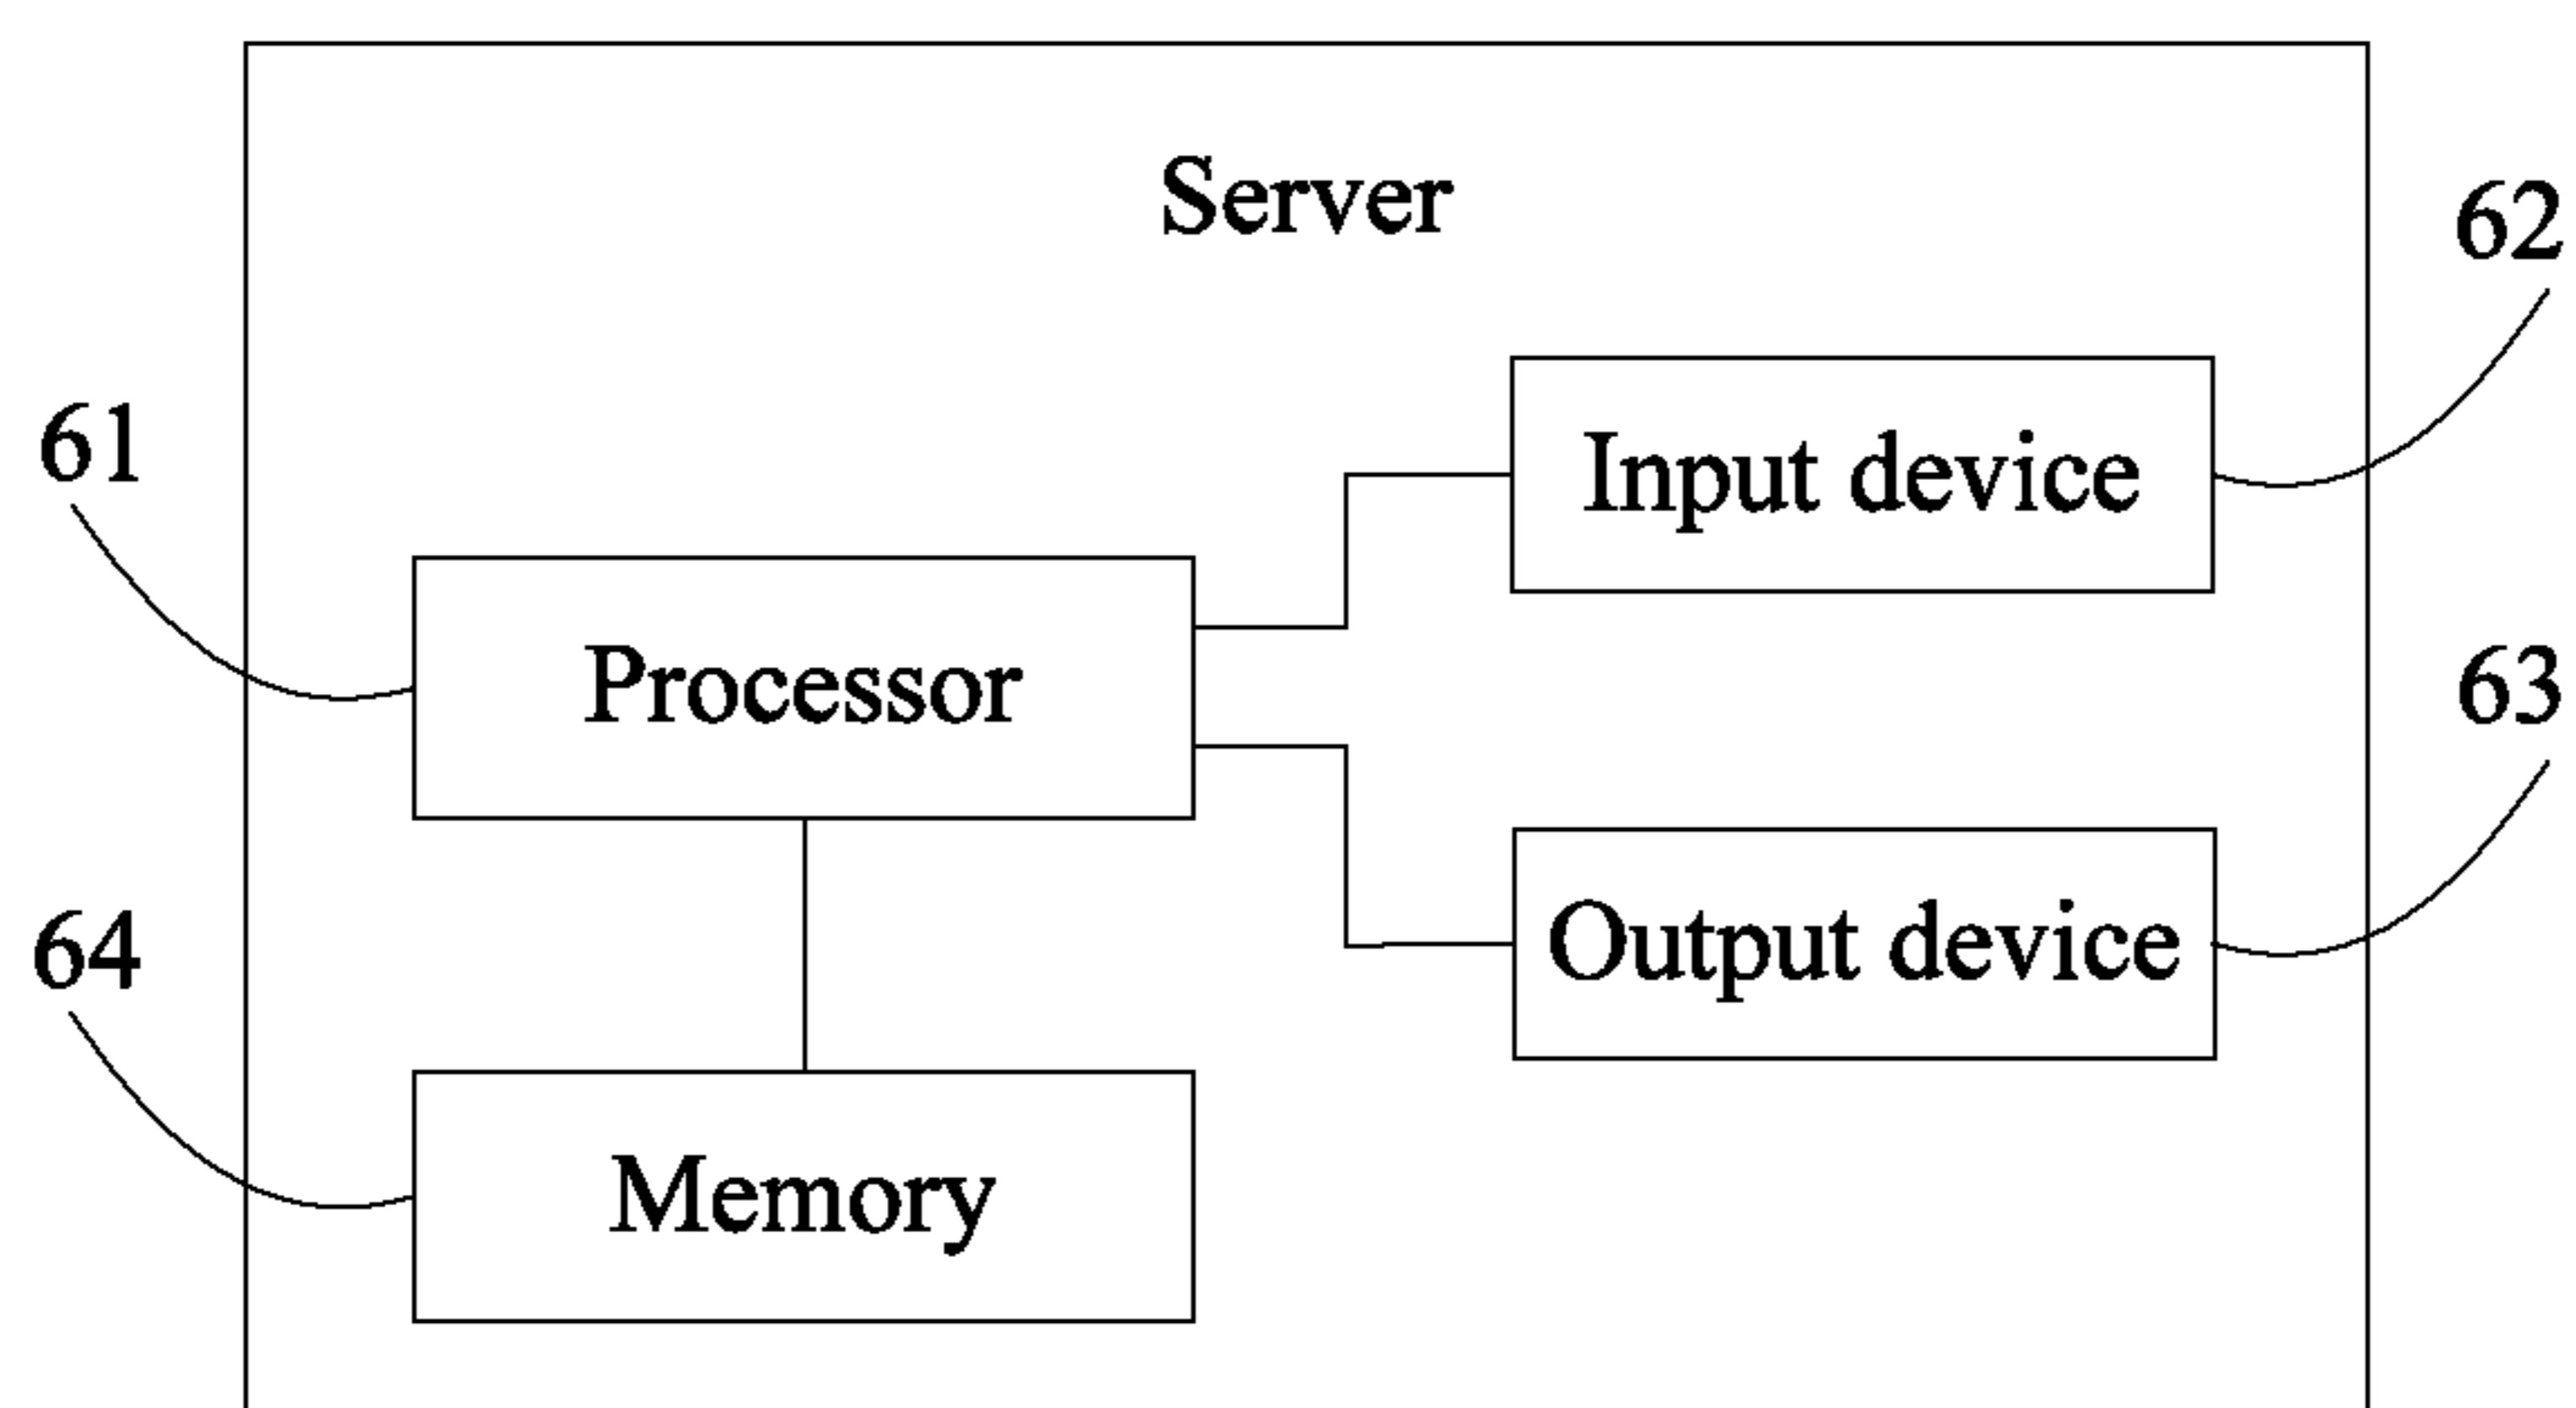 Server
62
61
Input device
Processor
63
64
Output device
Memory